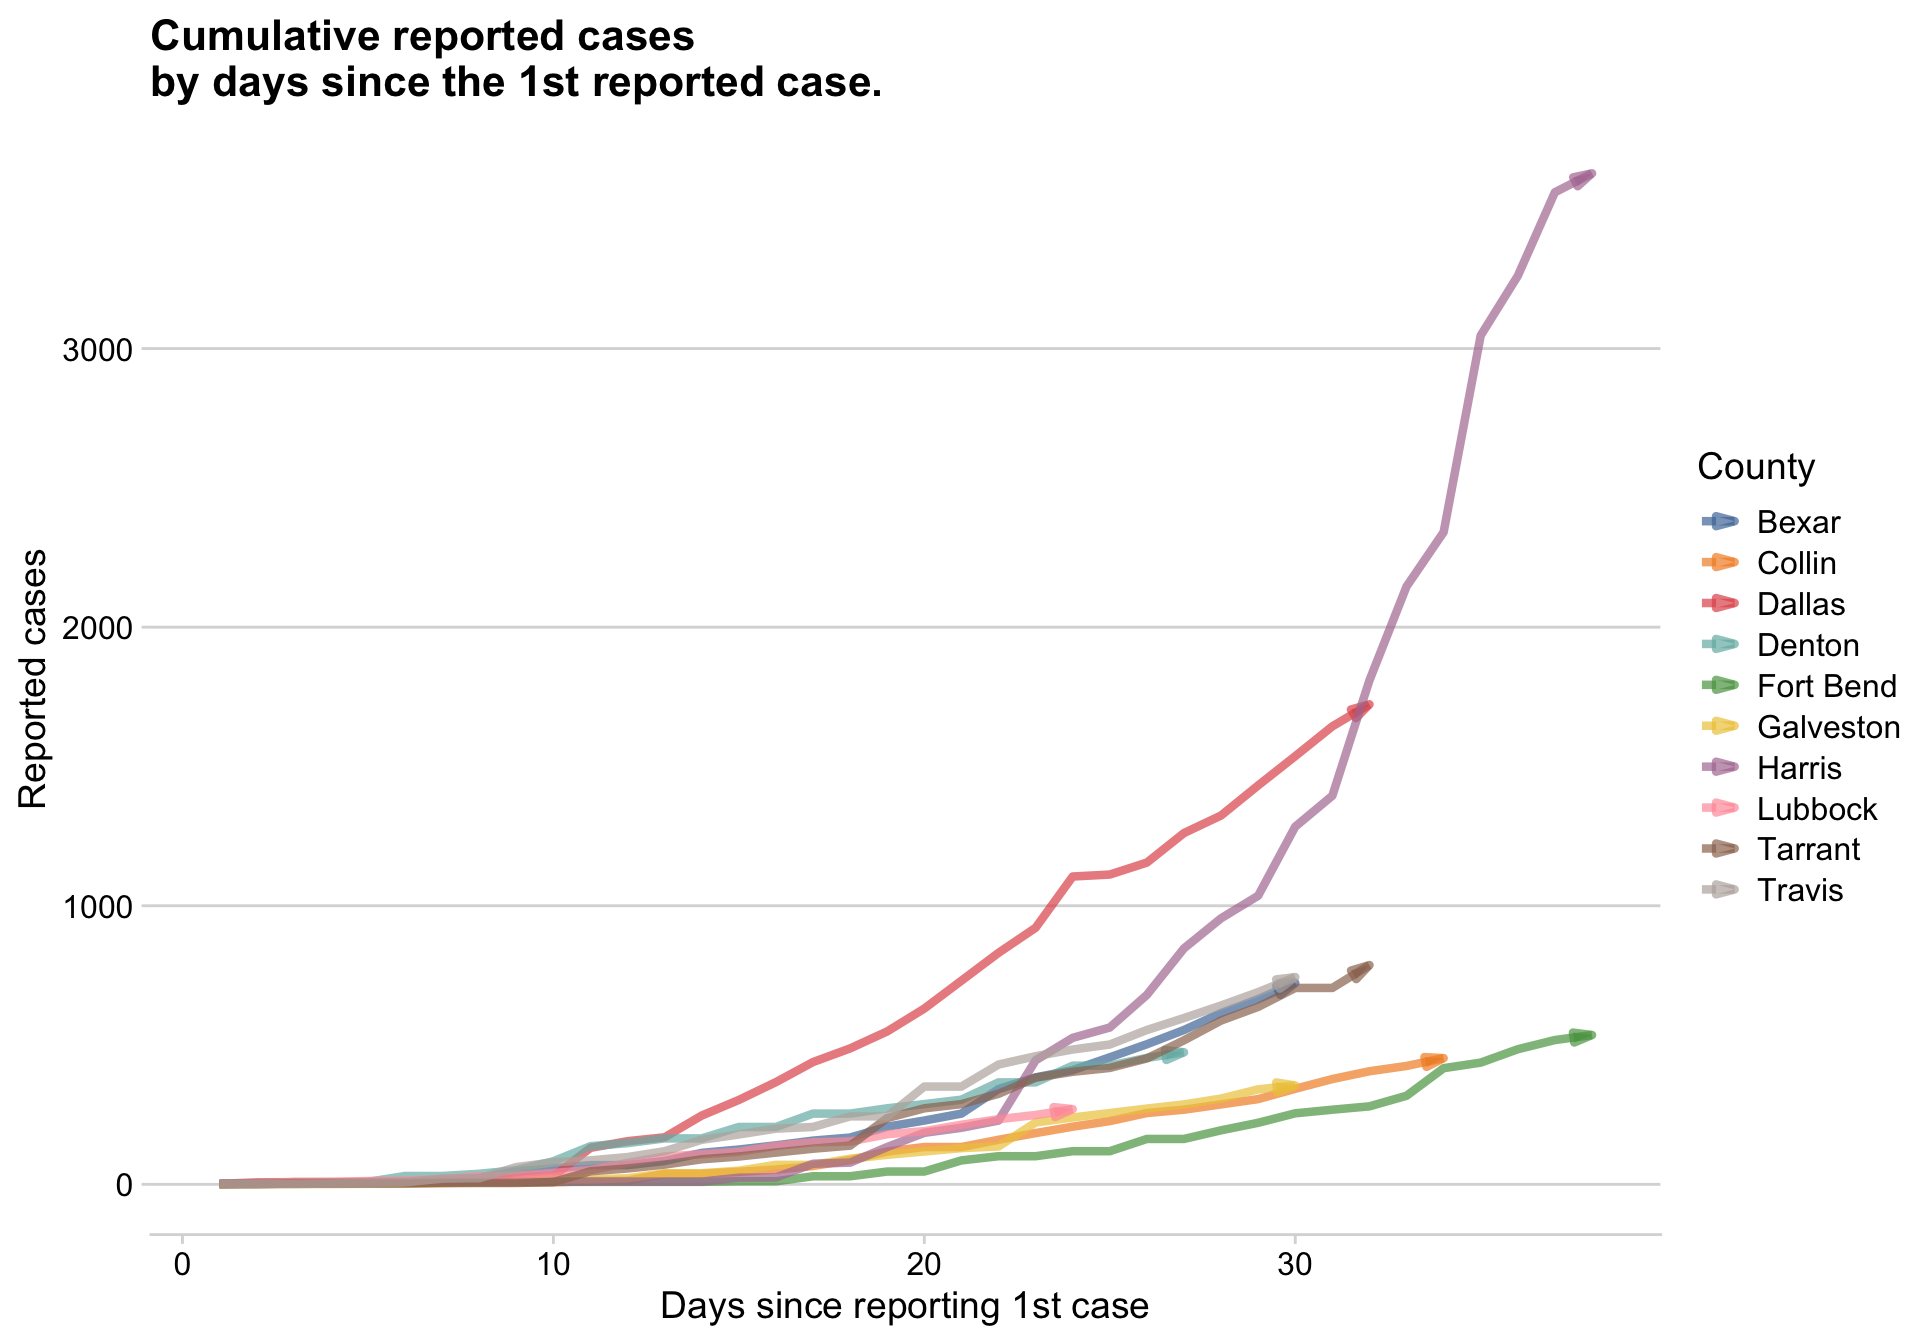 Cumulative reported cases
by days since the 1st reported case.
Reported cases
3000
2000
1000
0
0 10 20 30
Days since reporting 1st case
County
Bexar
Collin
Dallas
Denton
Fort Bend
Galveston
Harris
Lubbock
Tarrant
Travis